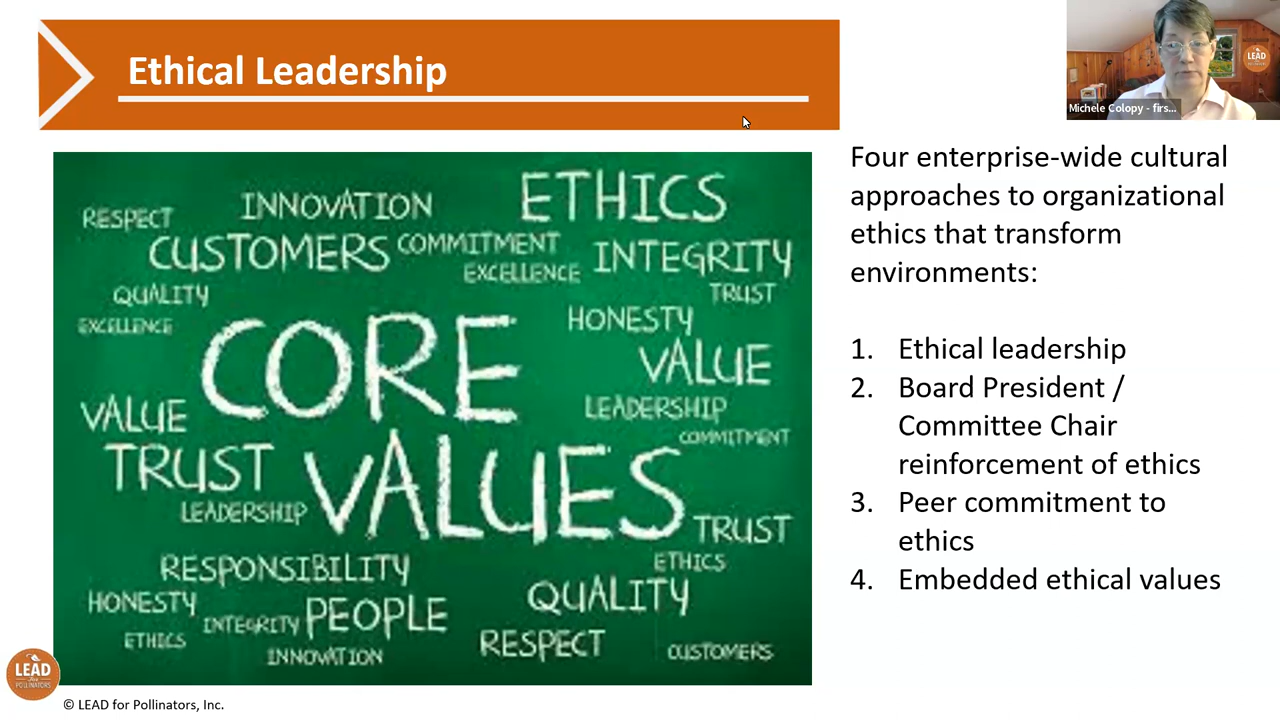 Ethical Leadership
LEAD
Michele Colopy - firs...
Four enterprise-wide cultural
approaches to organizational
ethics that transform
environments:
1. Ethical leadership
2. Board President /
Committee Chair
reinforcement of ethics
3. Peer commitment to
ethics
4. Embedded ethical values
ETHICS
INNOVATION
RESPECT
CUSTOMERS
COMMITMENT
INTEGRITY
EXCELLENCE
QUALITY
TRUST
EXCELLENCE
HONESTY
CORE
VALUE
VALUE
LEADERSHIP
COMMITMENT
TRUST
VALUES
LEADERSHIP
TRUST
RESPONSIBILITY
ETHICS
HONESTY
INTEGRITY
PEOPLE
QUALITY
ETHICS
INNOVATION
RESPECT
CUSTOMERS
LEAD
for
POLLINATORS
© LEAD for Pollinators, Inc.